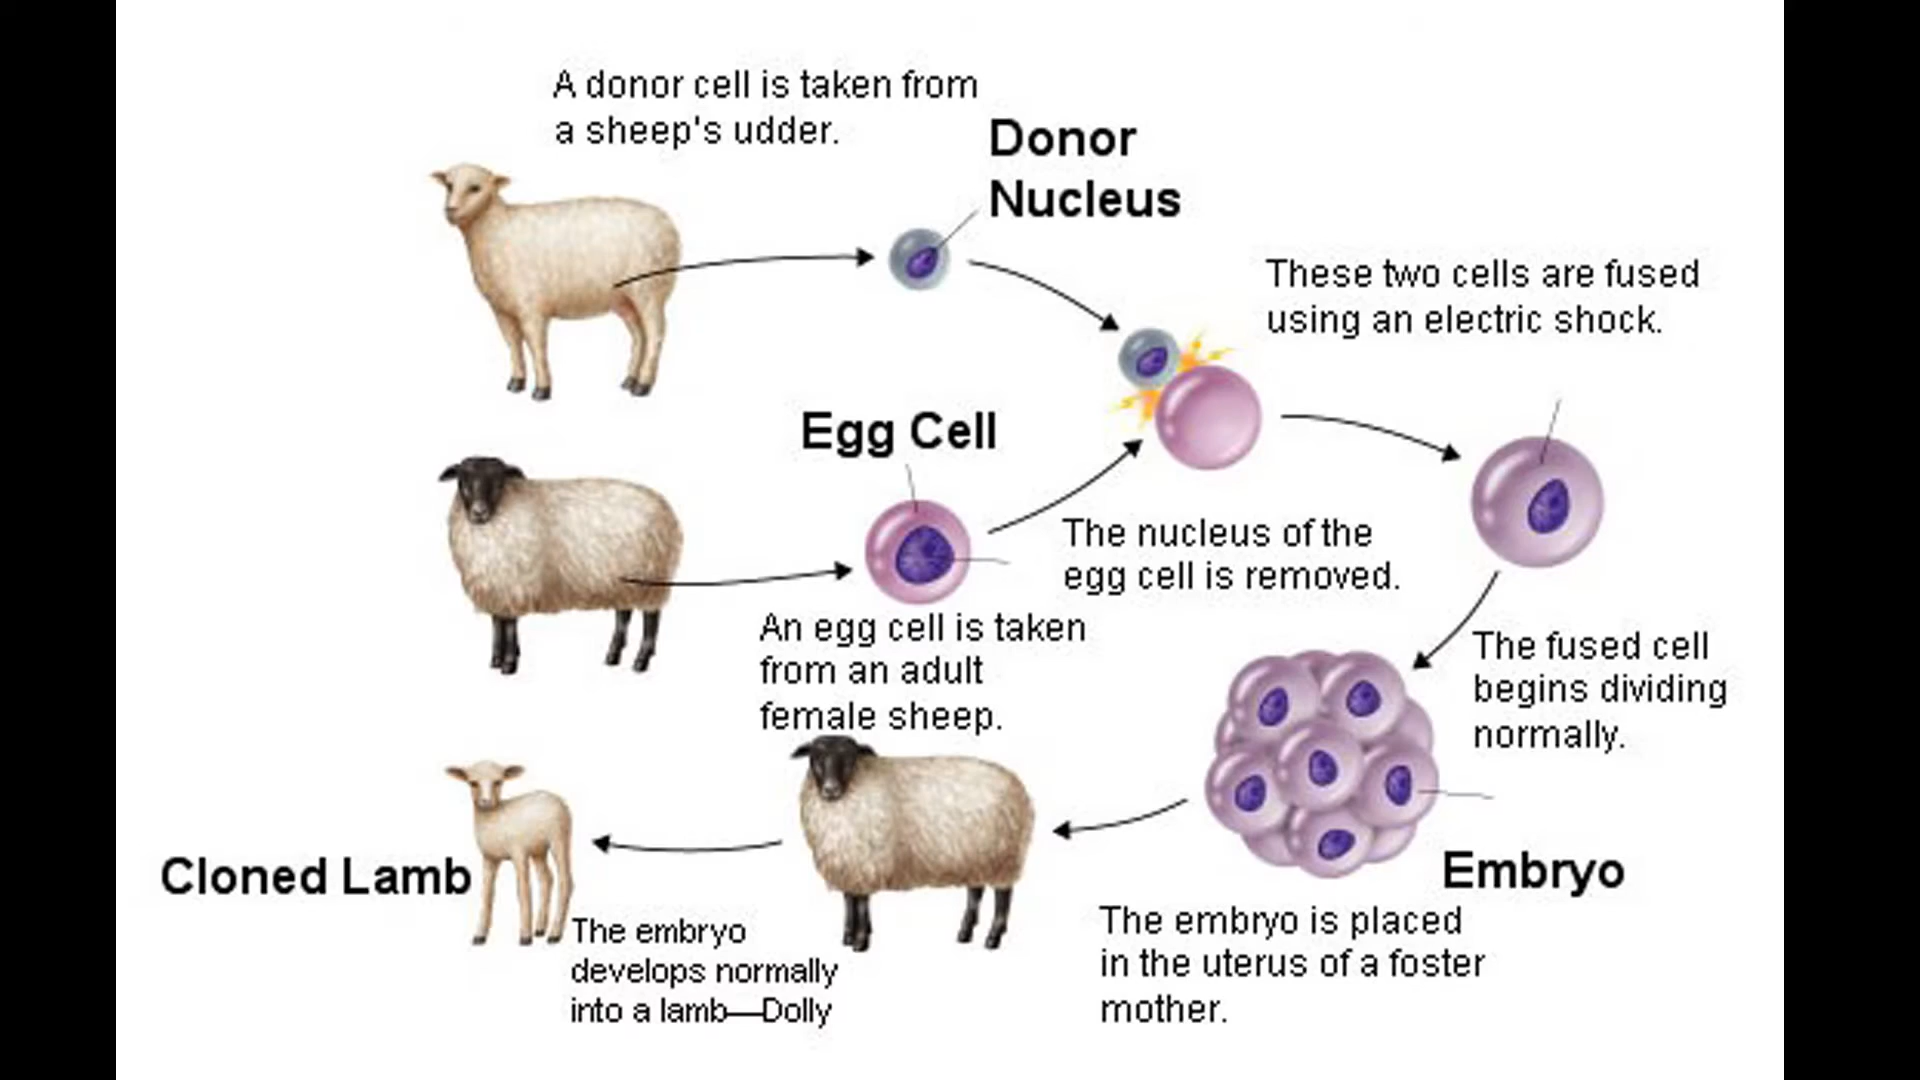 A donor cell is taken from
a sheep's udder.
Donor
Nucleus
These two cells are fused
using an electric shock.
Egg Cell
The nucleus of the
egg cell is removed.
An egg cell is taken
from an adult
female sheep.
The fused cell
begins dividing
normally.
Embryo
The embryo is placed
in the uterus of a foster
mother.
Cloned Lamb
The embryo
develops normally
into a lamb—Dolly